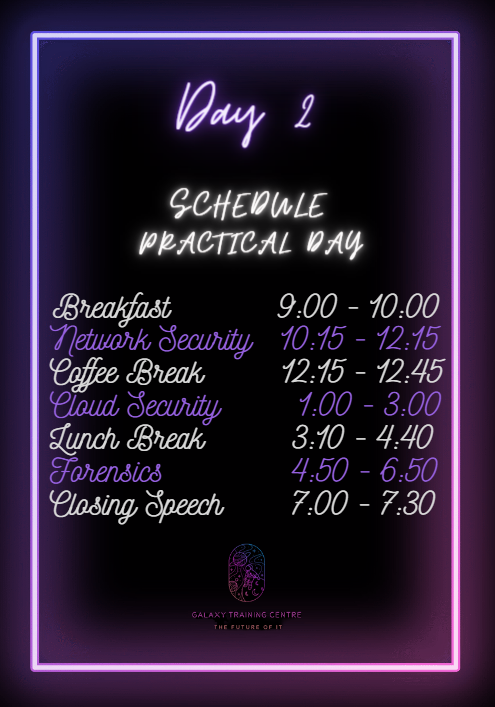 Day 2
SCHEDULE
PRACTICAL DAY
Breakfast 9:00 - 10:00
Network Security 10:15 - 12:15
Coffee Break 12:15 - 12:45
Cloud Security 1:00 - 3:00
Lunch Break 3:10 - 4:40
Forensics 4:50 - 6:50
Closing Speech 7:00 - 7:30
GALAXY TRAINING CENTRE
THE FUTURE OF IT